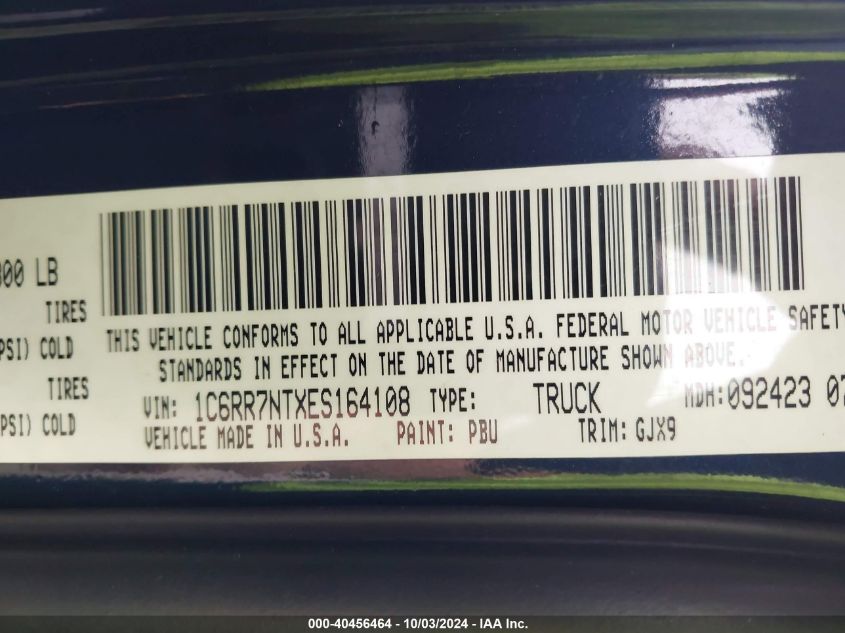 00 LB
TIRES
PSI) COLD
TIRES
PSI) COLD
THIS VEHICLE CONFORMS TO ALL APPLICABLE U.S.A. FEDERAL MOTOR VEHICLE SAFETY
STANDARDS IN EFFECT ON THE DATE OF MANUFACTURE SHOWN ABOVE.
VIN: 1C6RR7NTXES164108 TYPE: TRUCK MDH: 092423 07
VEHICLE MADE IN U.S.A. PAINT: PBU TRIM: GJX9
000-40456464 - 10/03/2024 - IAA Inc.